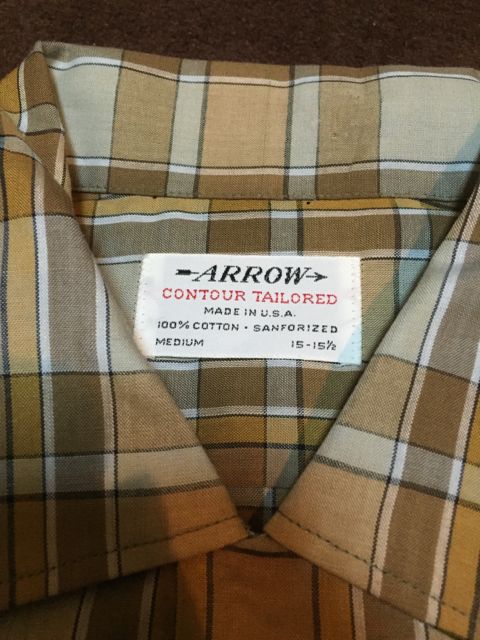 ARROW
CONTOUR TAILORED
MADE IN U.S.A.
100% COTTON · SANFORIZED
MEDIUM 15-15½